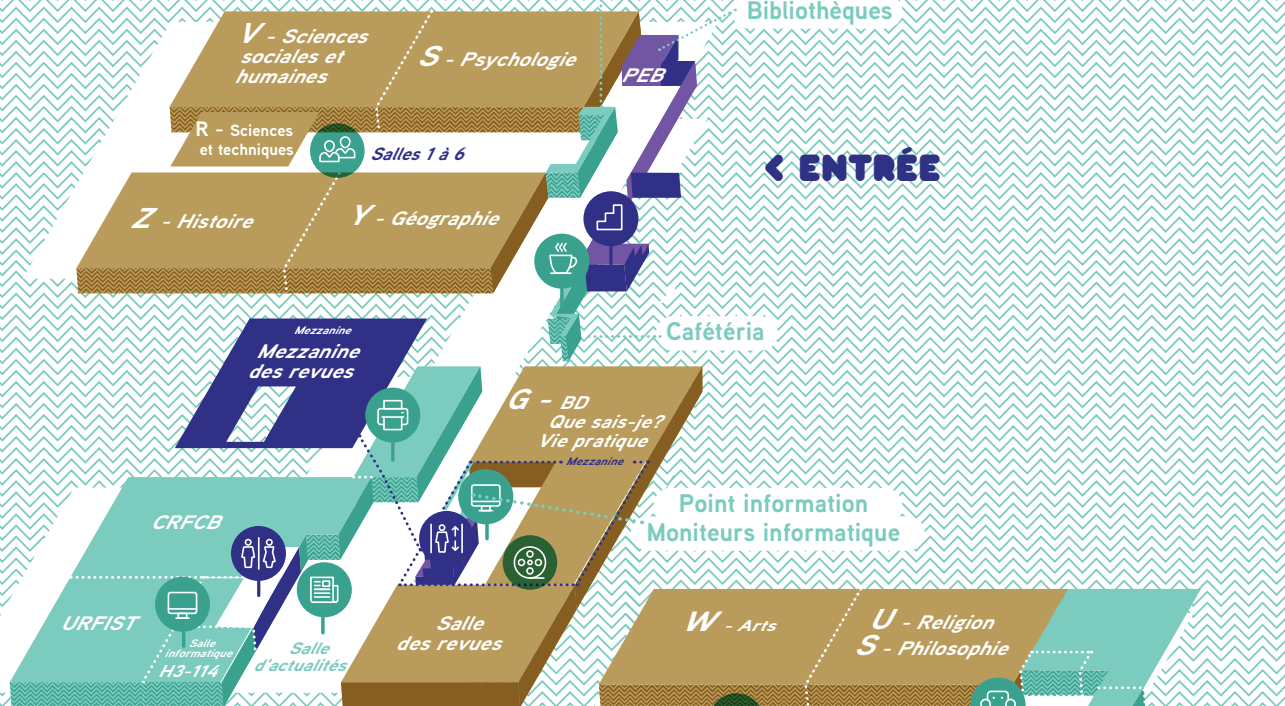 Bibliothèques
V - Sciences
sociales et
humaines
S - Psychologie
PEB
R - Sciences
et techniques
Salles 1 à 6
< ENTRÉE
Z - Histoire
Y - Géographie
Cafétéria
Mezzanine
Mezzanine
des revues
G - BD
Que sais-je?
Vie pratique
Mezzanine
Point information
Moniteurs informatique
CRFCB
URFIST
Salle
informatique
H3-114
Salle
d'actualités
Salle
des revues
W - Arts
U - Religion
S - Philosophie